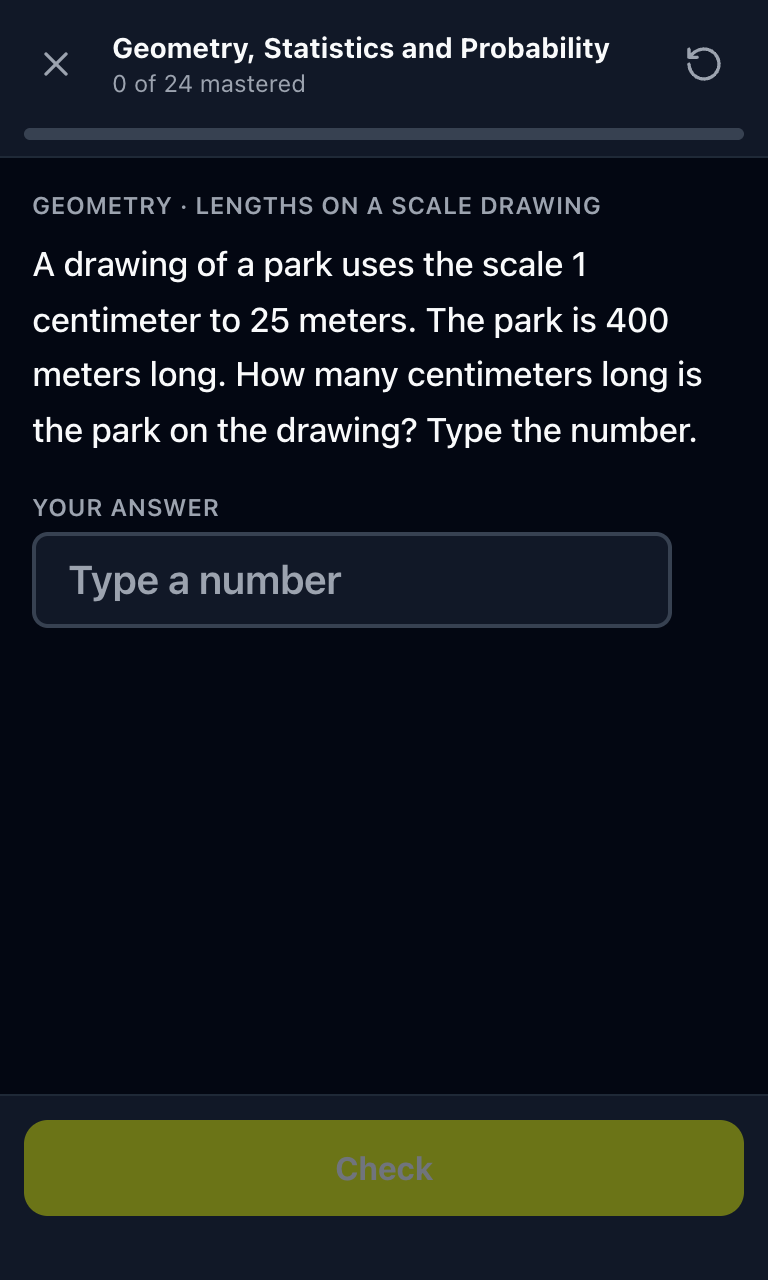 Geometry, Statistics and Probability
0 of 24 mastered
GEOMETRY · LENGTHS ON A SCALE DRAWING
A drawing of a park uses the scale 1
centimeter to 25 meters. The park is 400
meters long. How many centimeters long is
the park on the drawing? Type the number.
YOUR ANSWER
Type a number
Check